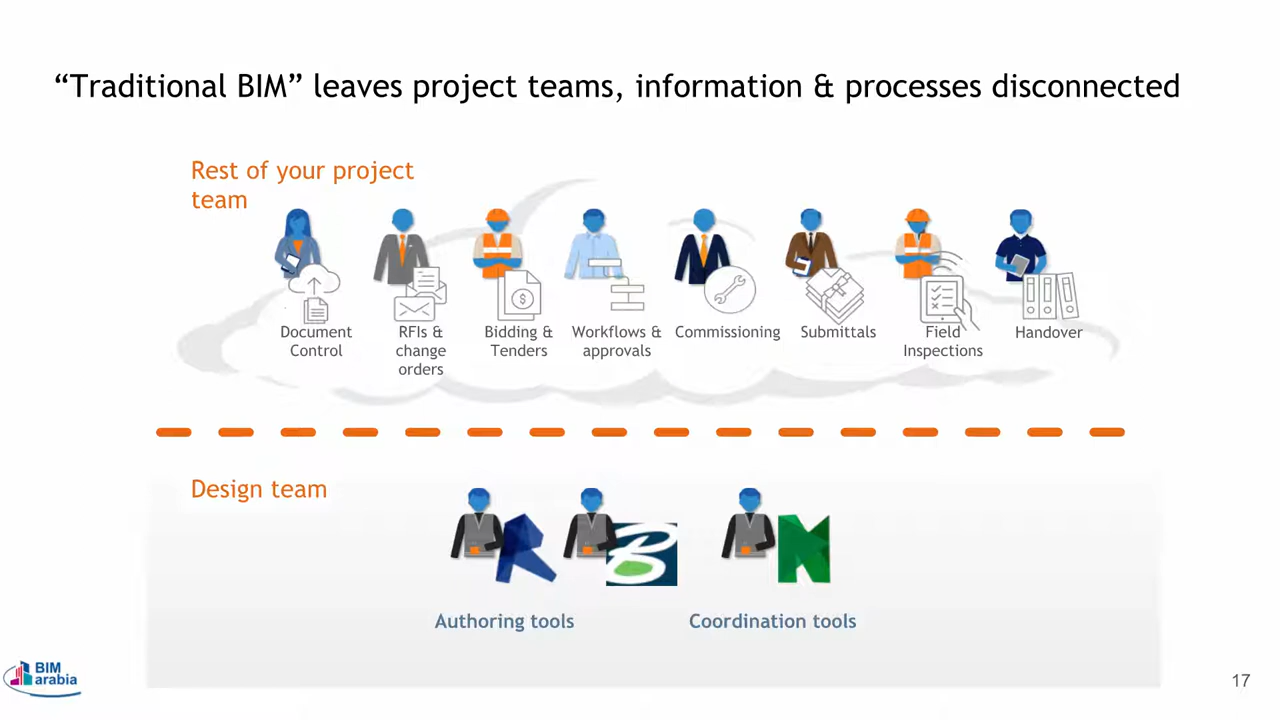 “Traditional BIM” leaves project teams, information & processes disconnected
Rest of your project
team
Document
Control
RFIs &
change
orders
Bidding &
Tenders
Workflows &
approvals
Commissioning
Submittals
Field
Inspections
Handover
Design team
Authoring tools
Coordination tools
BIM
arabia
17